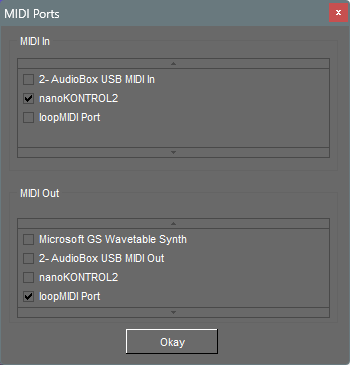 MIDI Ports
MIDI In
2- AudioBox USB MIDI In
nanoKONTROL2
loopMIDI Port
MIDI Out
Microsoft GS Wavetable Synth
2- AudioBox USB MIDI Out
nanoKONTROL2
loopMIDI Port
Okay